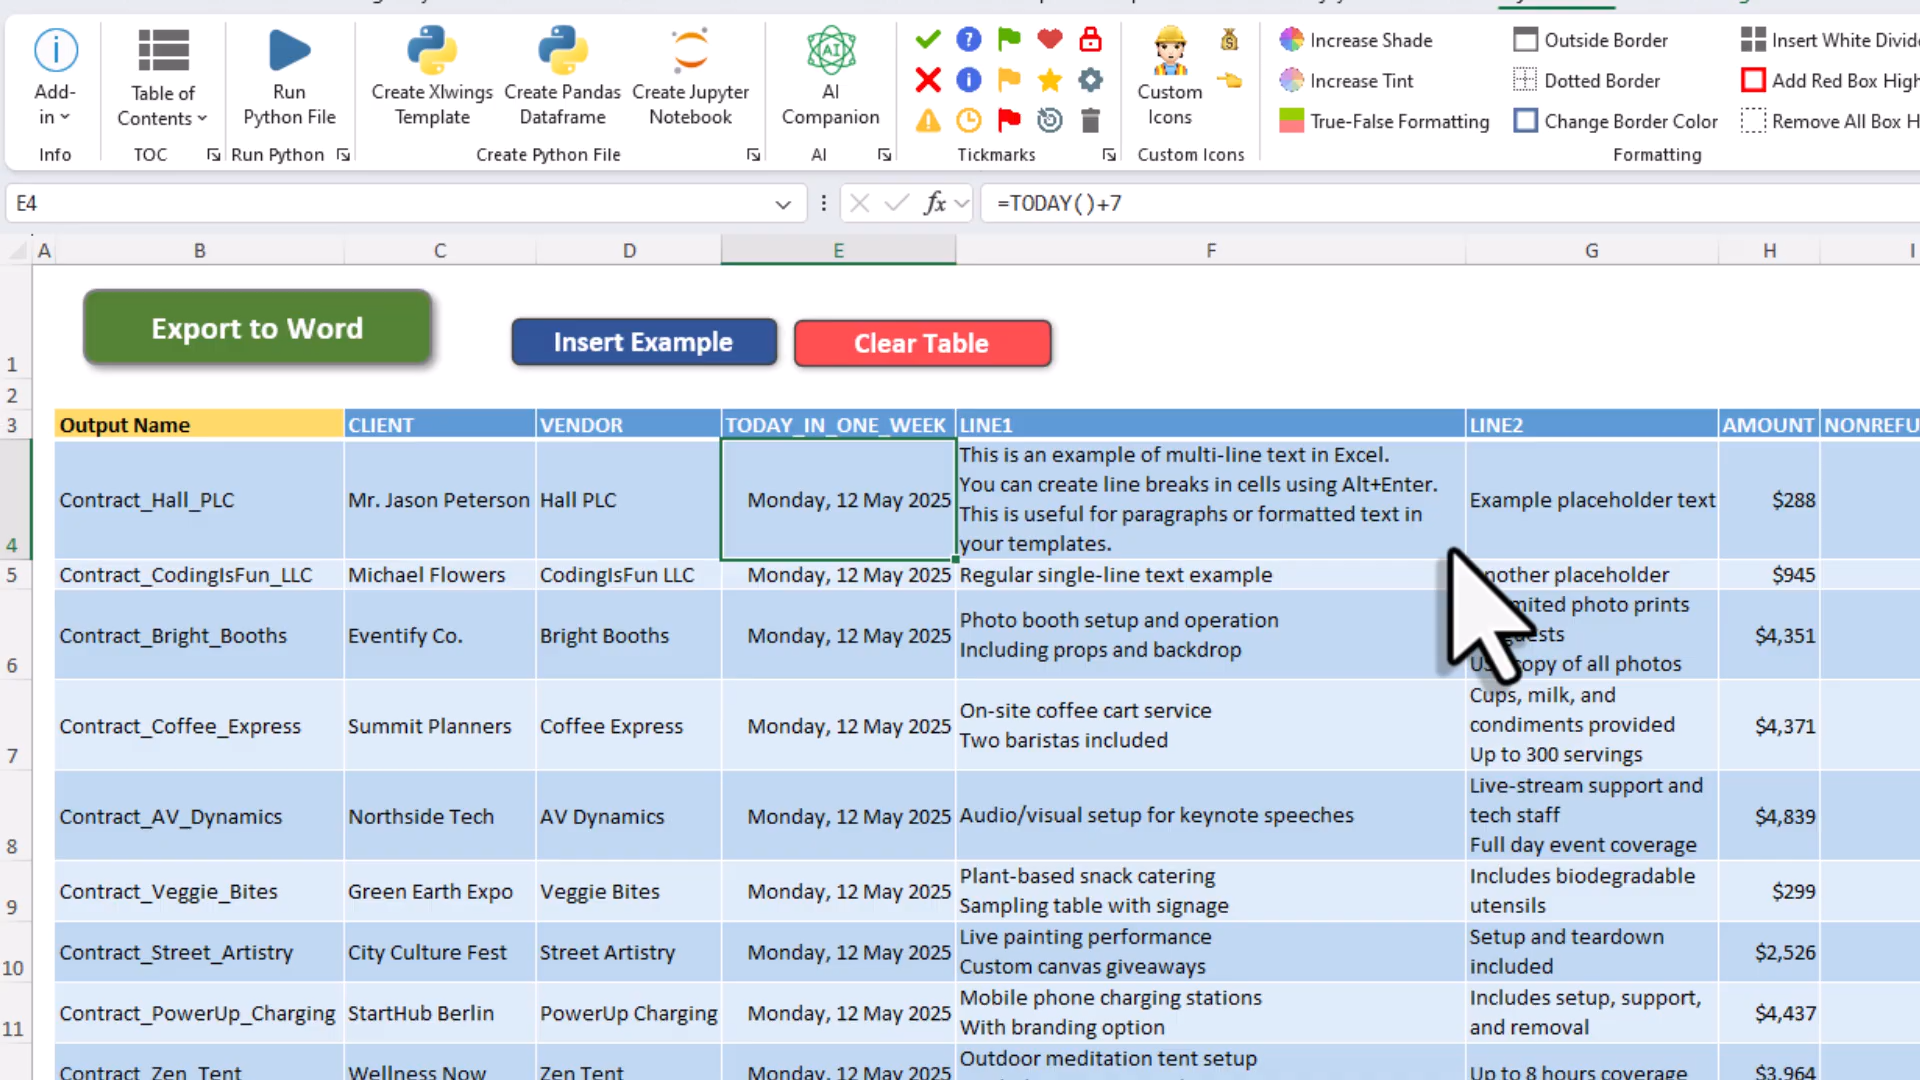 Add-
in
Info
Table of
Contents
TOC
Run
Python File
Run Python
Create Xlwings
Template
Create Pandas
Dataframe
Create Jupyter
Notebook
Create Python File
AI
AI
Companion
AI
Tickmarks
Custom
Icons
Custom Icons
Increase Shade
Increase Tint
True-False Formatting
Outside Border
Dotted Border
Change Border Color
Insert White Divide
Add Red Box High
Remove All Box H
Formatting
E4
fx
=TODAY()+7
A B C D E F G H I
Export to Word
Insert Example
Clear Table
1
2
3 Output Name CLIENT VENDOR TODAY_IN_ONE_WEEK LINE1 LINE2 AMOUNT NONREFU
This is an example of multi-line text in Excel.
You can create line breaks in cells using Alt+Enter.
Contract_Hall_PLC Mr. Jason Peterson Hall PLC Monday, 12 May 2025 Example placeholder text $288
This is useful for paragraphs or formatted text in
4 your templates.
5 Contract_CodingIsFun_LLC Michael Flowers CodingIsFun LLC Monday, 12 May 2025 Regular single-line text example placeholder $945
photo prints
Photo booth setup and operation
Contract_Bright_Booths Eventify Co. Bright Booths Monday, 12 May 2025 $4,351
Including props and backdrop
6 copy of all photos
Cups, milk, and
On-site coffee cart service
Contract_Coffee_Express Summit Planners Coffee Express Monday, 12 May 2025 condiments provided $4,371
Two baristas included
7 Up to 300 servings
Live-stream support and
Contract_AV_Dynamics Northside Tech AV Dynamics Monday, 12 May 2025 Audio/visual setup for keynote speeches tech staff $4,839
8 Full day event coverage
Plant-based snack catering Includes biodegradable
Contract_Veggie_Bites Green Earth Expo Veggie Bites Monday, 12 May 2025 $299
9 Sampling table with signage utensils
Live painting performance Setup and teardown
Contract_Street_Artistry City Culture Fest Street Artistry Monday, 12 May 2025 $2,526
10 Custom canvas giveaways included
Mobile phone charging stations Includes setup, support,
Contract_PowerUp_Charging StartHub Berlin PowerUp Charging Monday, 12 May 2025 $4,437
11 With branding option and removal
Outdoor meditation tent setup
Contract_Zen_Tent Wellness Now Zen Tent Monday, 12 May 2025 Up to 8 hours coverage $3,964